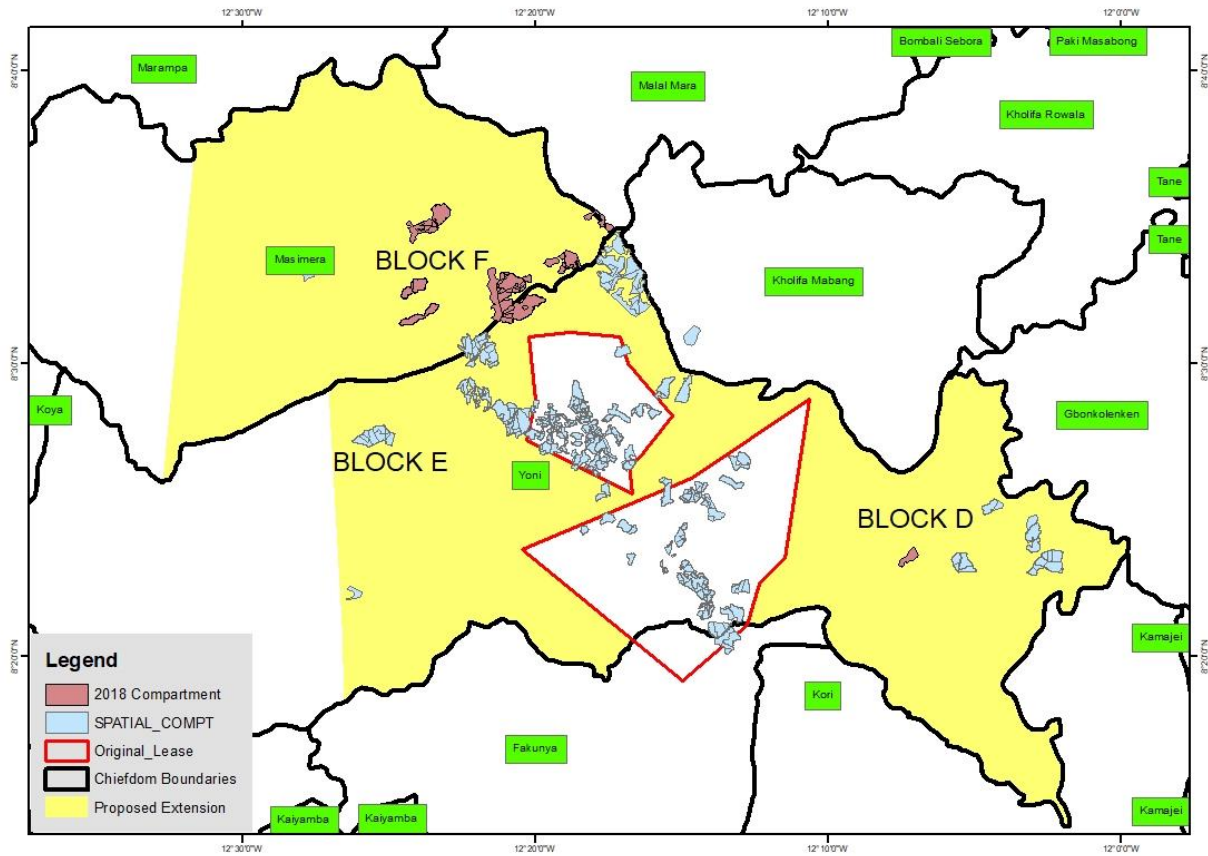 12°30'0"W
12°20'0"W
12°10'0"W
12°0'0"W
8°40'0"N
8°40'0"N
Marampa
Malal Mara
Bombali Sebora
Paki Masabong
Kholifa Rowala
Tane
Tane
Masimera
BLOCK F
Kholifa Mabang
8°30'0"N
8°30'0"N
Koya
Gbonkolenken
BLOCK E
Yoni
BLOCK D
8°20'0"N
8°20'0"N
Kamajei
Kori
Fakunya
Kaiyamba
Kaiyamba
Kamajei
Legend
2018 Compartment
SPATIAL_COMPT
Original_Lease
Chiefdom Boundaries
Proposed Extension
12°30'0"W
12°20'0"W
12°10'0"W
12°0'0"W